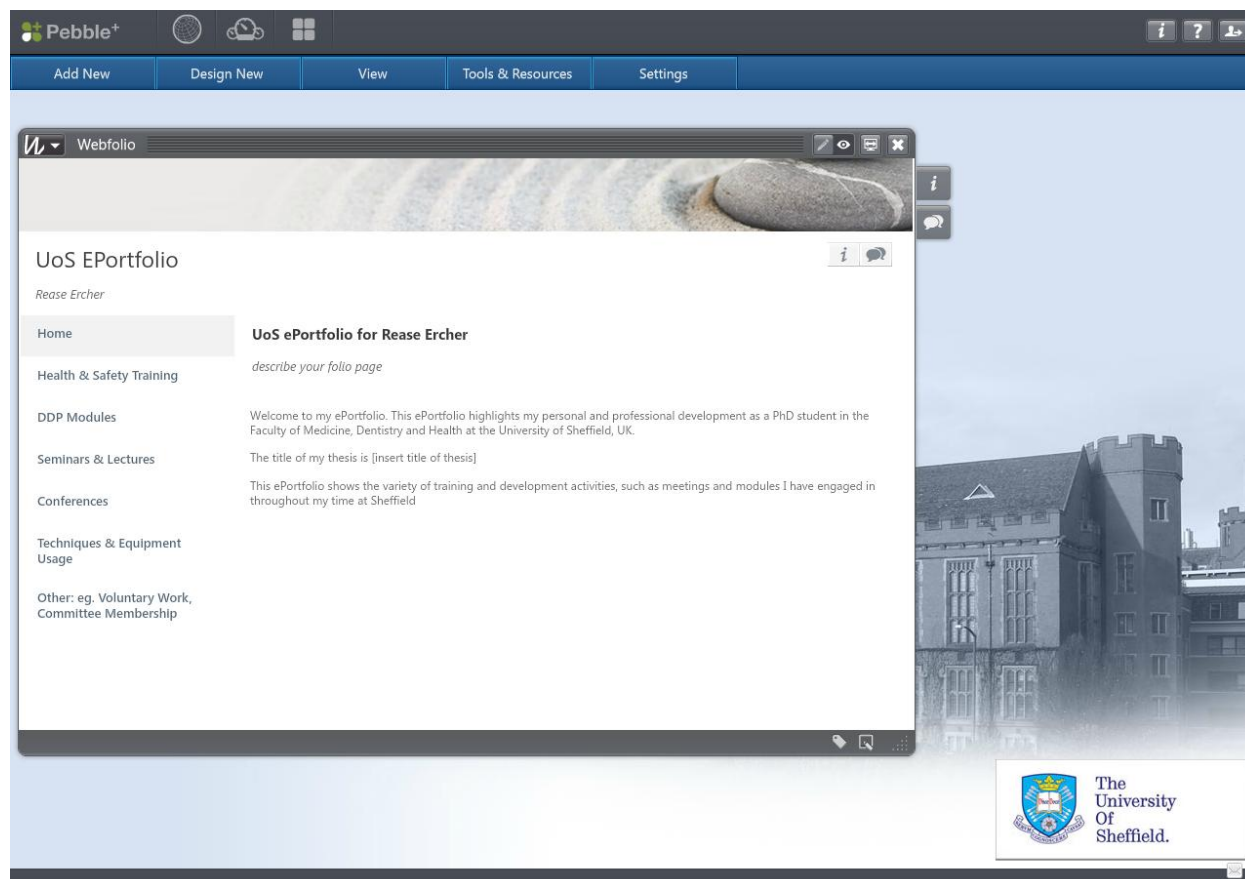 Pebble+
i ?
Add New Design New View Tools & Resources Settings
Webfolio
i
UoS EPortfolio
i
Rease Ercher
Home
Health & Safety Training
DDP Modules
Seminars & Lectures
Conferences
Techniques & Equipment
Usage
Other: eg. Voluntary Work,
Committee Membership
UoS ePortfolio for Rease Ercher
describe your folio page
Welcome to my ePortfolio. This ePortfolio highlights my personal and professional development as a PhD student in the
Faculty of Medicine, Dentistry and Health at the University of Sheffield, UK.
The title of my thesis is [insert title of thesis]
This ePortfolio shows the variety of training and development activities, such as meetings and modules I have engaged in
throughout my time at Sheffield
The
University
Of
Sheffield.